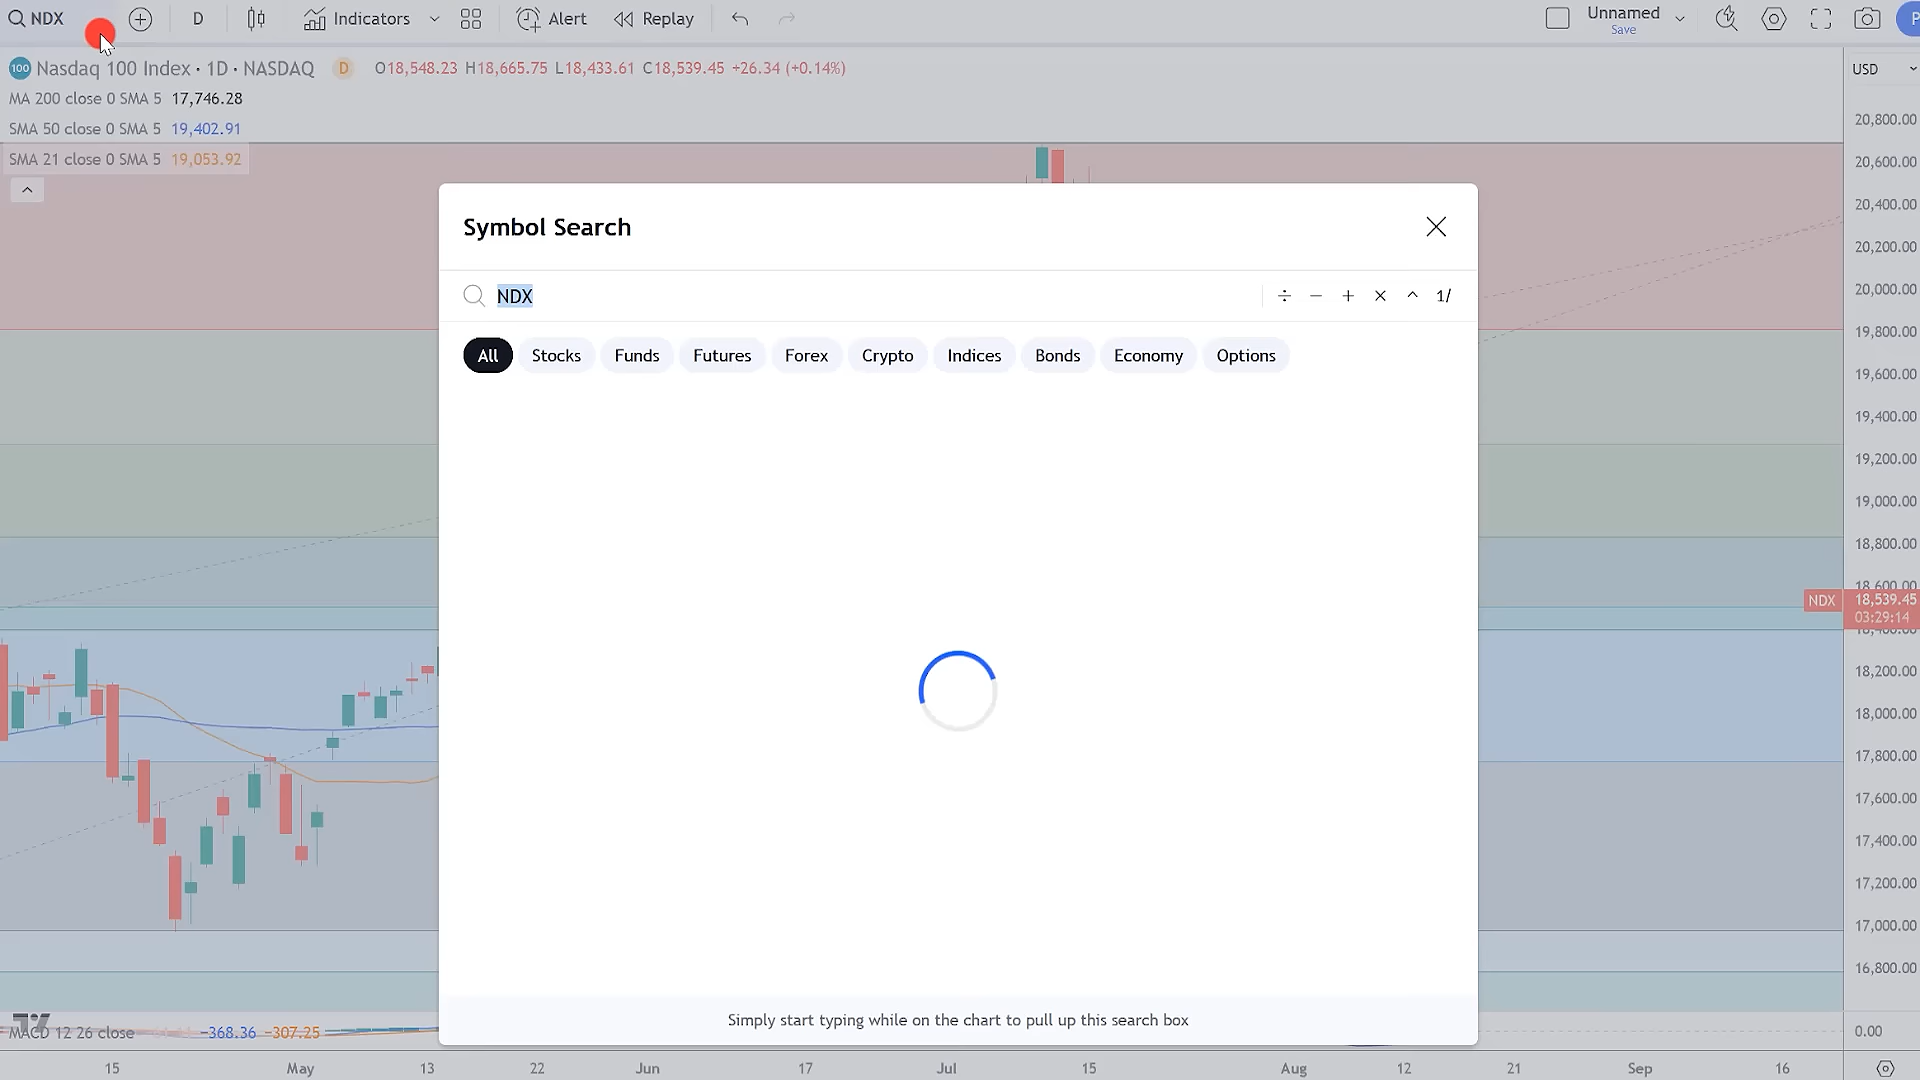 NDX
D
Indicators
Alert
Replay
Unnamed
Save
P
100 Nasdaq 100 Index · 1D · NASDAQ D O18,548.23 H18,665.75 L18,433.61 C18,539.45 +26.34 (+0.14%)
USD
MA 200 close 0 SMA 5 17,746.28
SMA 50 close 0 SMA 5 19,402.91
SMA 21 close 0 SMA 5 19,053.92
Symbol Search
NDX
÷ − + × ^ 1/
All Stocks Funds Futures Forex Crypto Indices Bonds Economy Options
Simply start typing while on the chart to pull up this search box
20,800.00
20,600.00
20,400.00
20,200.00
20,000.00
19,800.00
19,600.00
19,400.00
19,200.00
19,000.00
18,800.00
18,600.00
NDX 18,539.45
03:29:14
18,400.00
18,200.00
18,000.00
17,800.00
17,600.00
17,400.00
17,200.00
17,000.00
16,800.00
0.00
MACD 12 26 close −368.36 −307.25
15 May 13 22 Jun 17 Jul 15 Aug 12 21 Sep 16